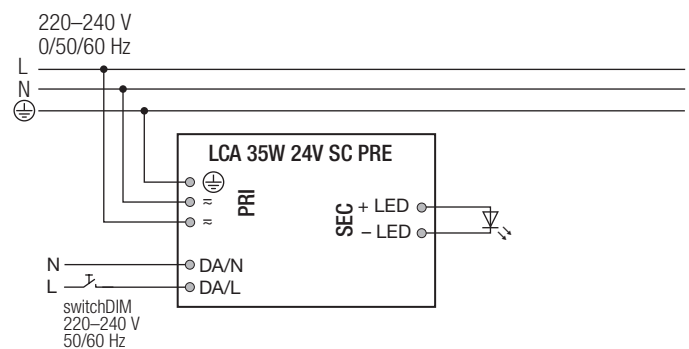 220–240 V
0/50/60 Hz
L
N
LCA 35W 24V SC PRE
PRI
≂
≂
SEC
+ LED
– LED
N
DA/N
L
DA/L
switchDIM
220–240 V
50/60 Hz